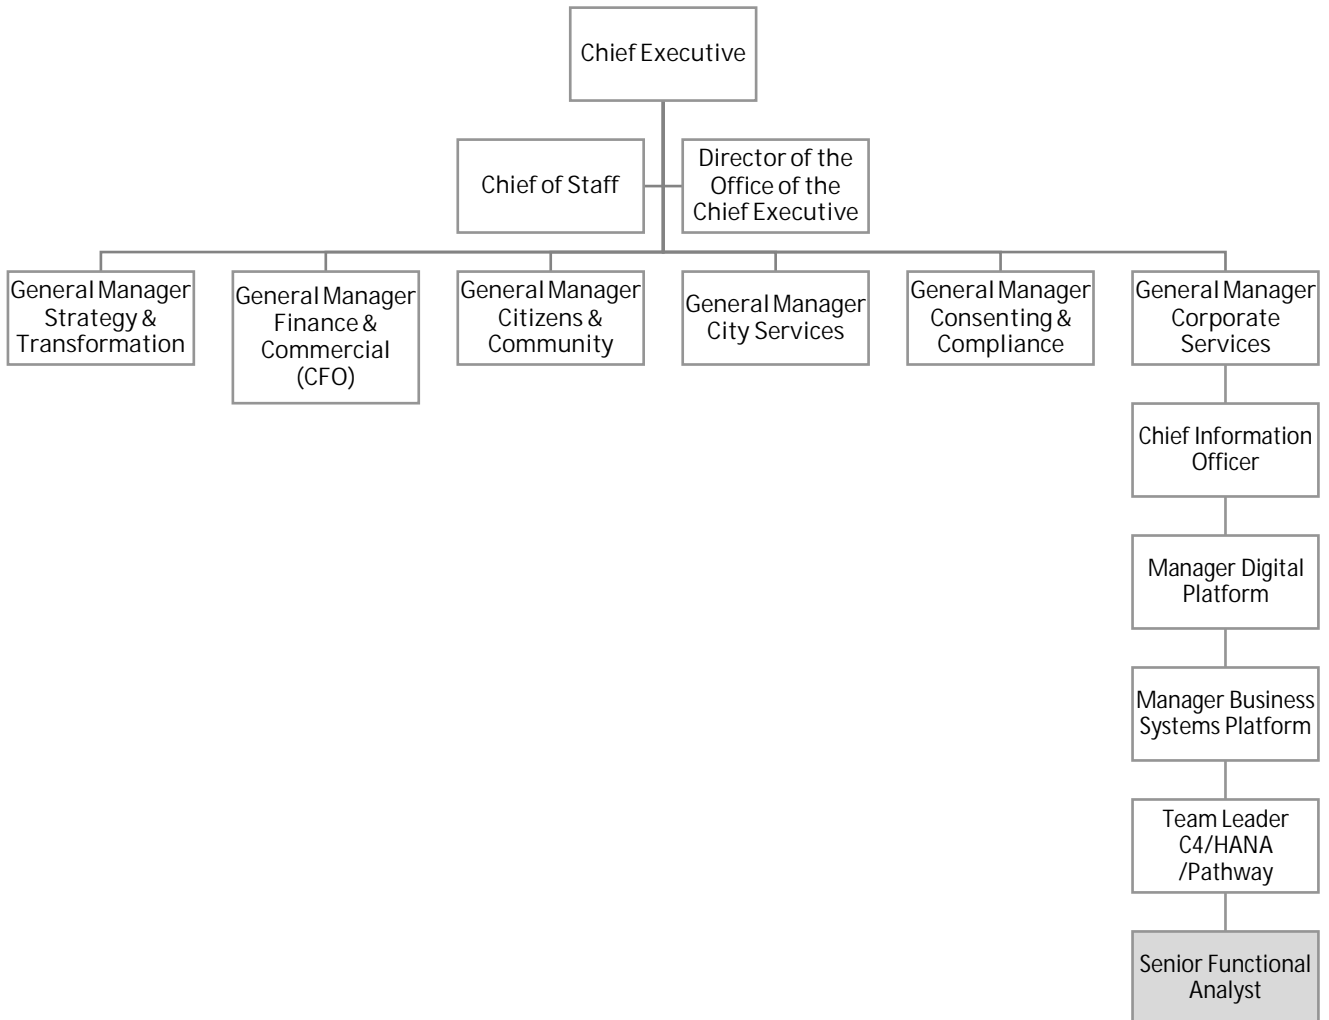 Chief Executive
Chief of Staff
Director of the
Office of the
Chief Executive
General Manager
Strategy &
Transformation
General Manager
Finance &
Commercial
(CFO)
General Manager
Citizens &
Community
General Manager
City Services
General Manager
Consenting &
Compliance
General Manager
Corporate
Services
Chief Information
Officer
Manager Digital
Platform
Manager Business
Systems Platform
Team Leader
C4/HANA
/Pathway
Senior Functional
Analyst